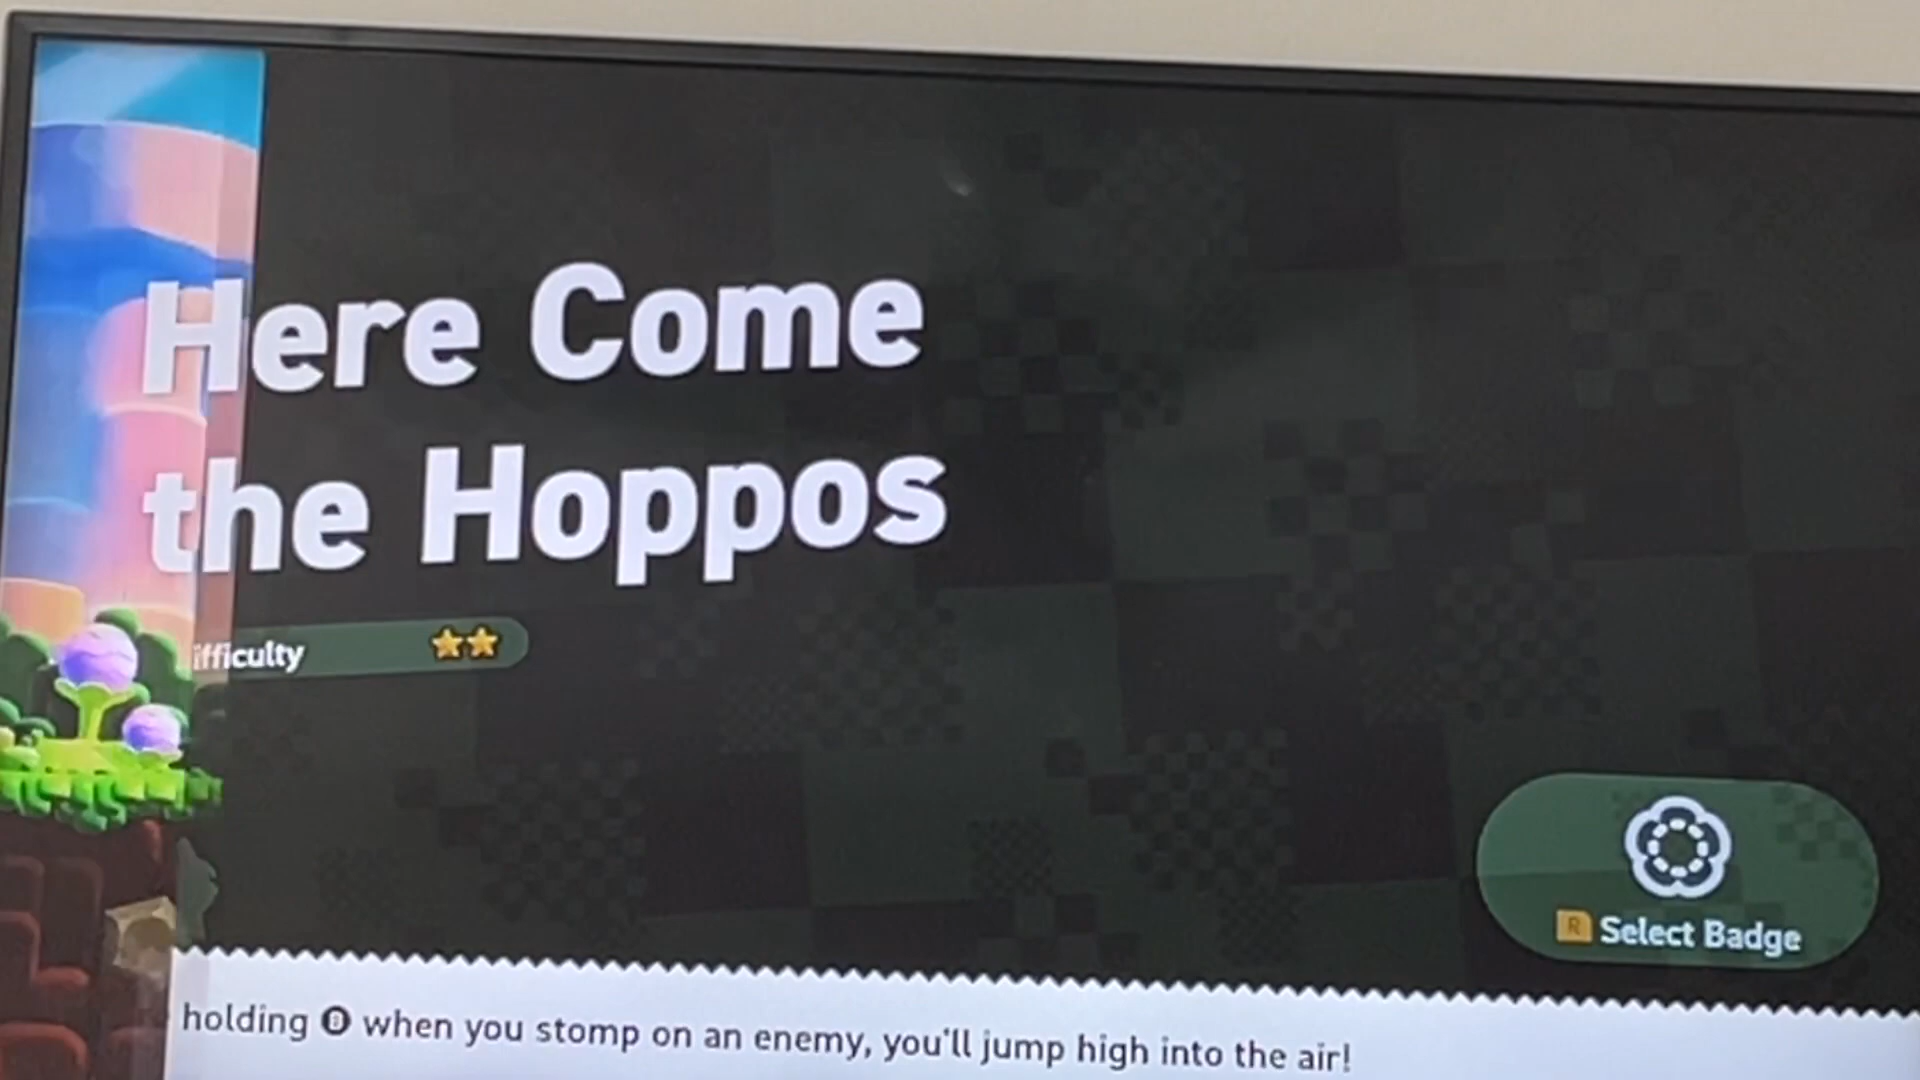 Here Come
the Hoppos
ifficulty
R Select Badge
holding B when you stomp on an enemy, you'll jump high into the air!